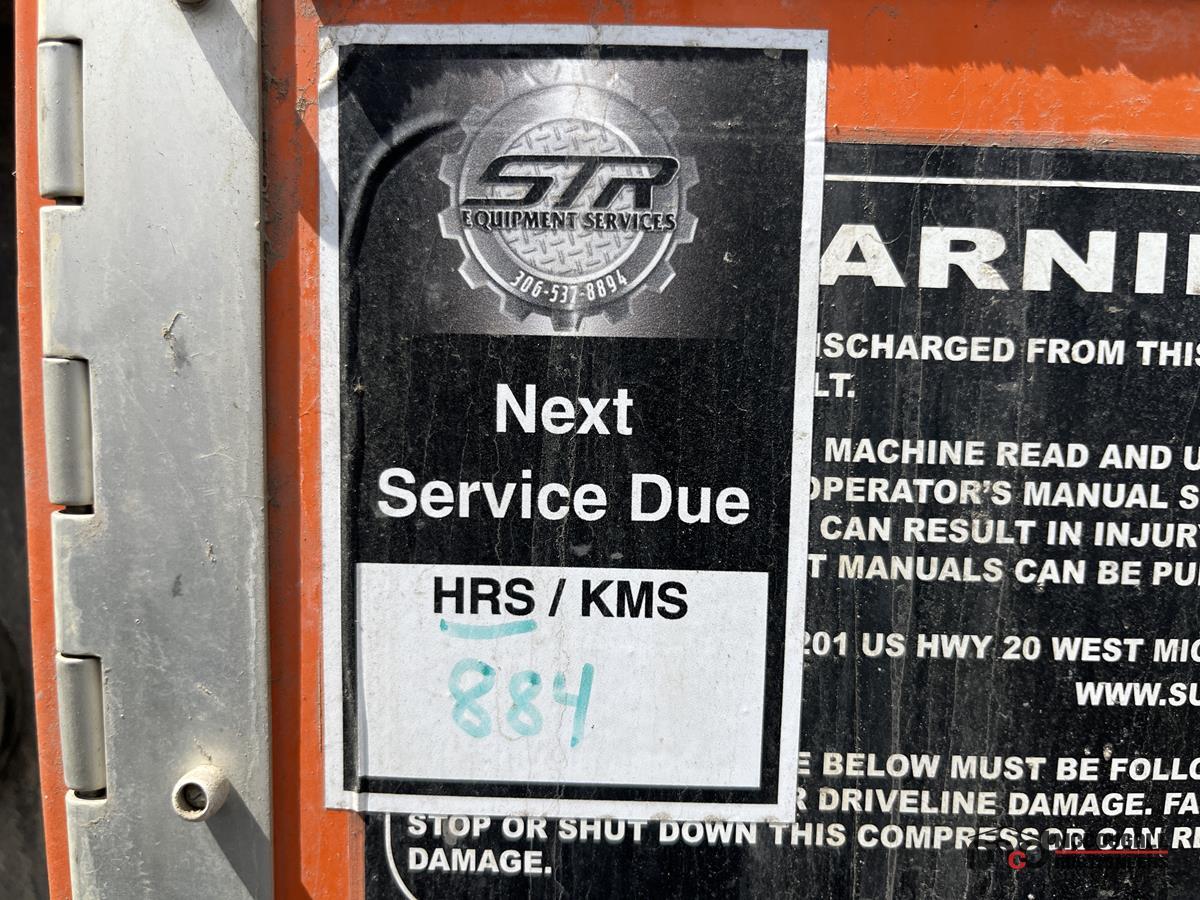 STR
EQUIPMENT SERVICES
306-537-8894
Next
Service Due
HRS / KMS
884
ARNI
ISCHARGED FROM THIS
LT.
MACHINE READ AND U
OPERATOR'S MANUAL S
CAN RESULT IN INJUR
T MANUALS CAN BE PU
201 US HWY 20 WEST MIC
WWW.SU
E BELOW MUST BE FOLLO
R DRIVELINE DAMAGE. FA
STOP OR SHUT DOWN THIS COMPRESSOR CAN RE
DAMAGE.